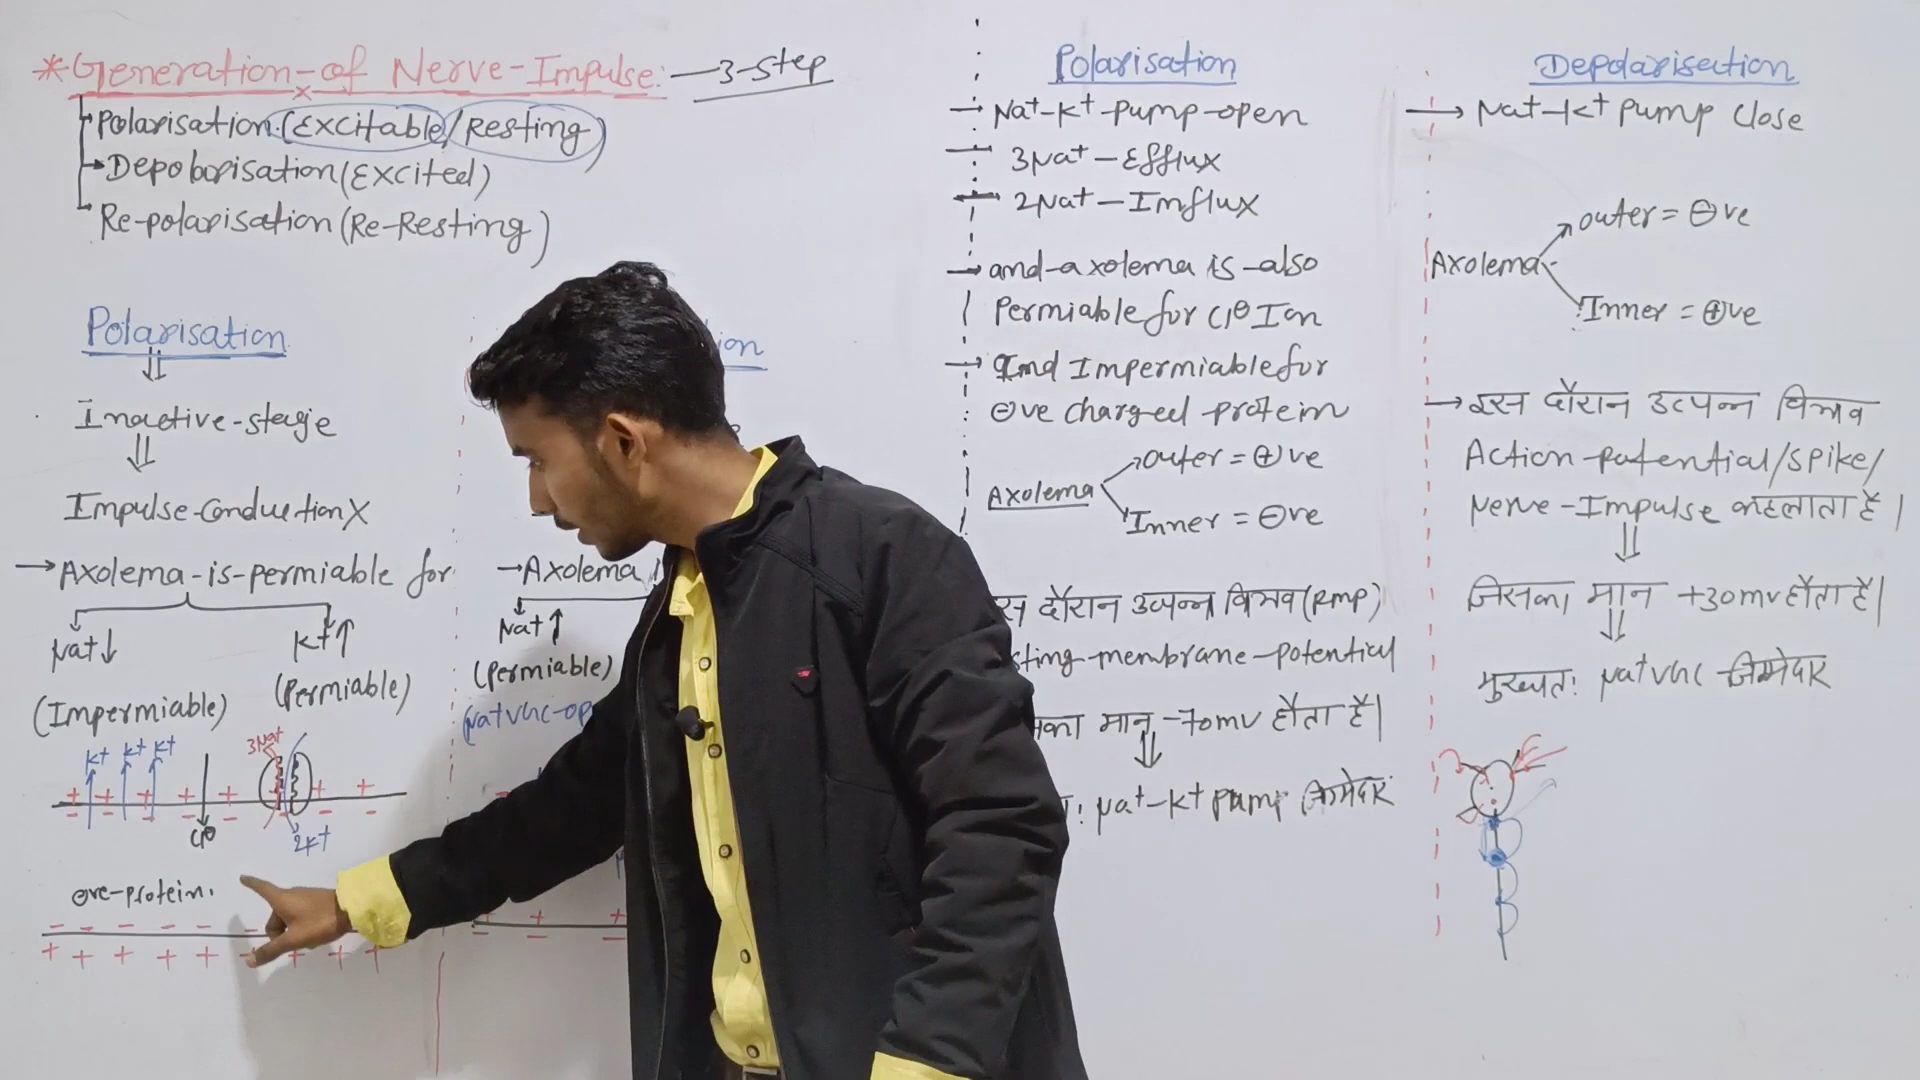 *Generation-of Nerve-Impulse:-3-Step
Polarisation.(Excitable/Resting)
Depolarisation(Excited)
Re-polarisation(Re-Resting)
Polarisation
Inactive-stage
Impulse-Conduction X
→Axolema-is-permiable for
Na+↓
K+↑
(Impermiable)
(Permiable)
K+ K+ K+
3Na+
+ + + + + + +
Cl⊖
2K+
⊖ve-protein.
- - - - - -
+ + + + + + + + +
ion
→Axolema
Na+↑
(Permiable)
(Na+VGC-op
+ + +
- - -
Polarisation
→ Na+-K+-pump-open
3Na+-Efflux
2Na+-Imflux
→ and-axolema is-also
Permiable for Cl⊖ Ion
→ and Impermiable for
⊖ve charged-protein
Axolema
outer=⊕ve
Inner=⊖ve
दौरान उत्पन्न विभव(RMP)
sting-membrane-potential
मान -70mv होता है|
: Na+-K+ Pump जिम्मेदार
Depolarisation
→ Na+-K+ Pump Close
Axolema
outer=⊖ve
Inner=⊕ve
→ इस दौरान उत्पन्न विभव
Action-potential/spike/
Nerve-Impulse कहलाता है|
जिसका मान +30mv होता है|
मुख्यतः Na+VGC जिम्मेदार